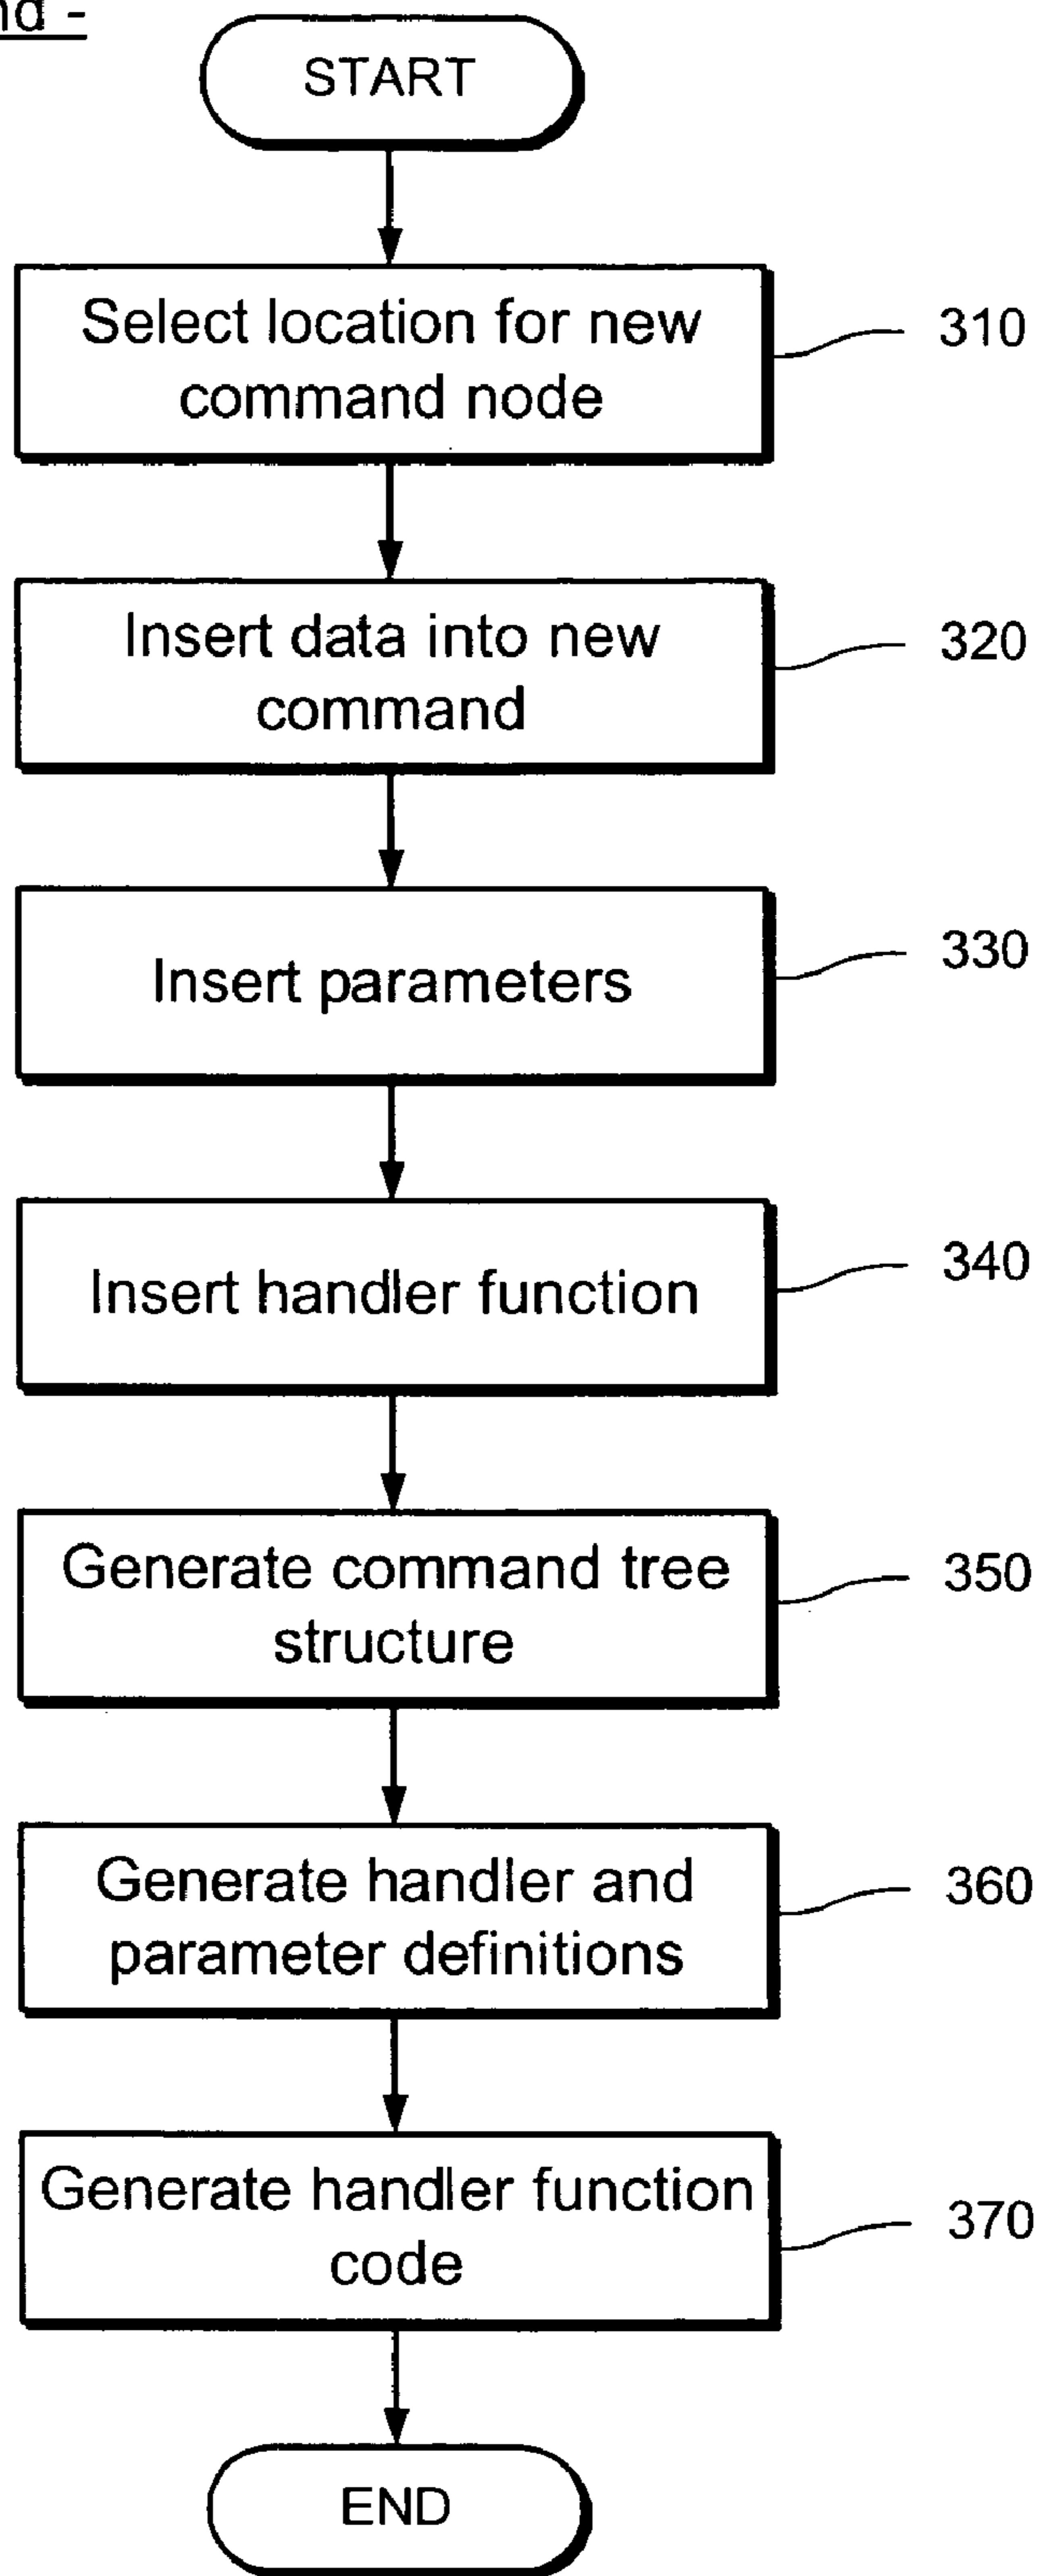 nd -
START
Select location for new
command node
310
Insert data into new
command
320
Insert parameters
330
Insert handler function
340
Generate command tree
structure
350
Generate handler and
parameter definitions
360
Generate handler function
code
370
END